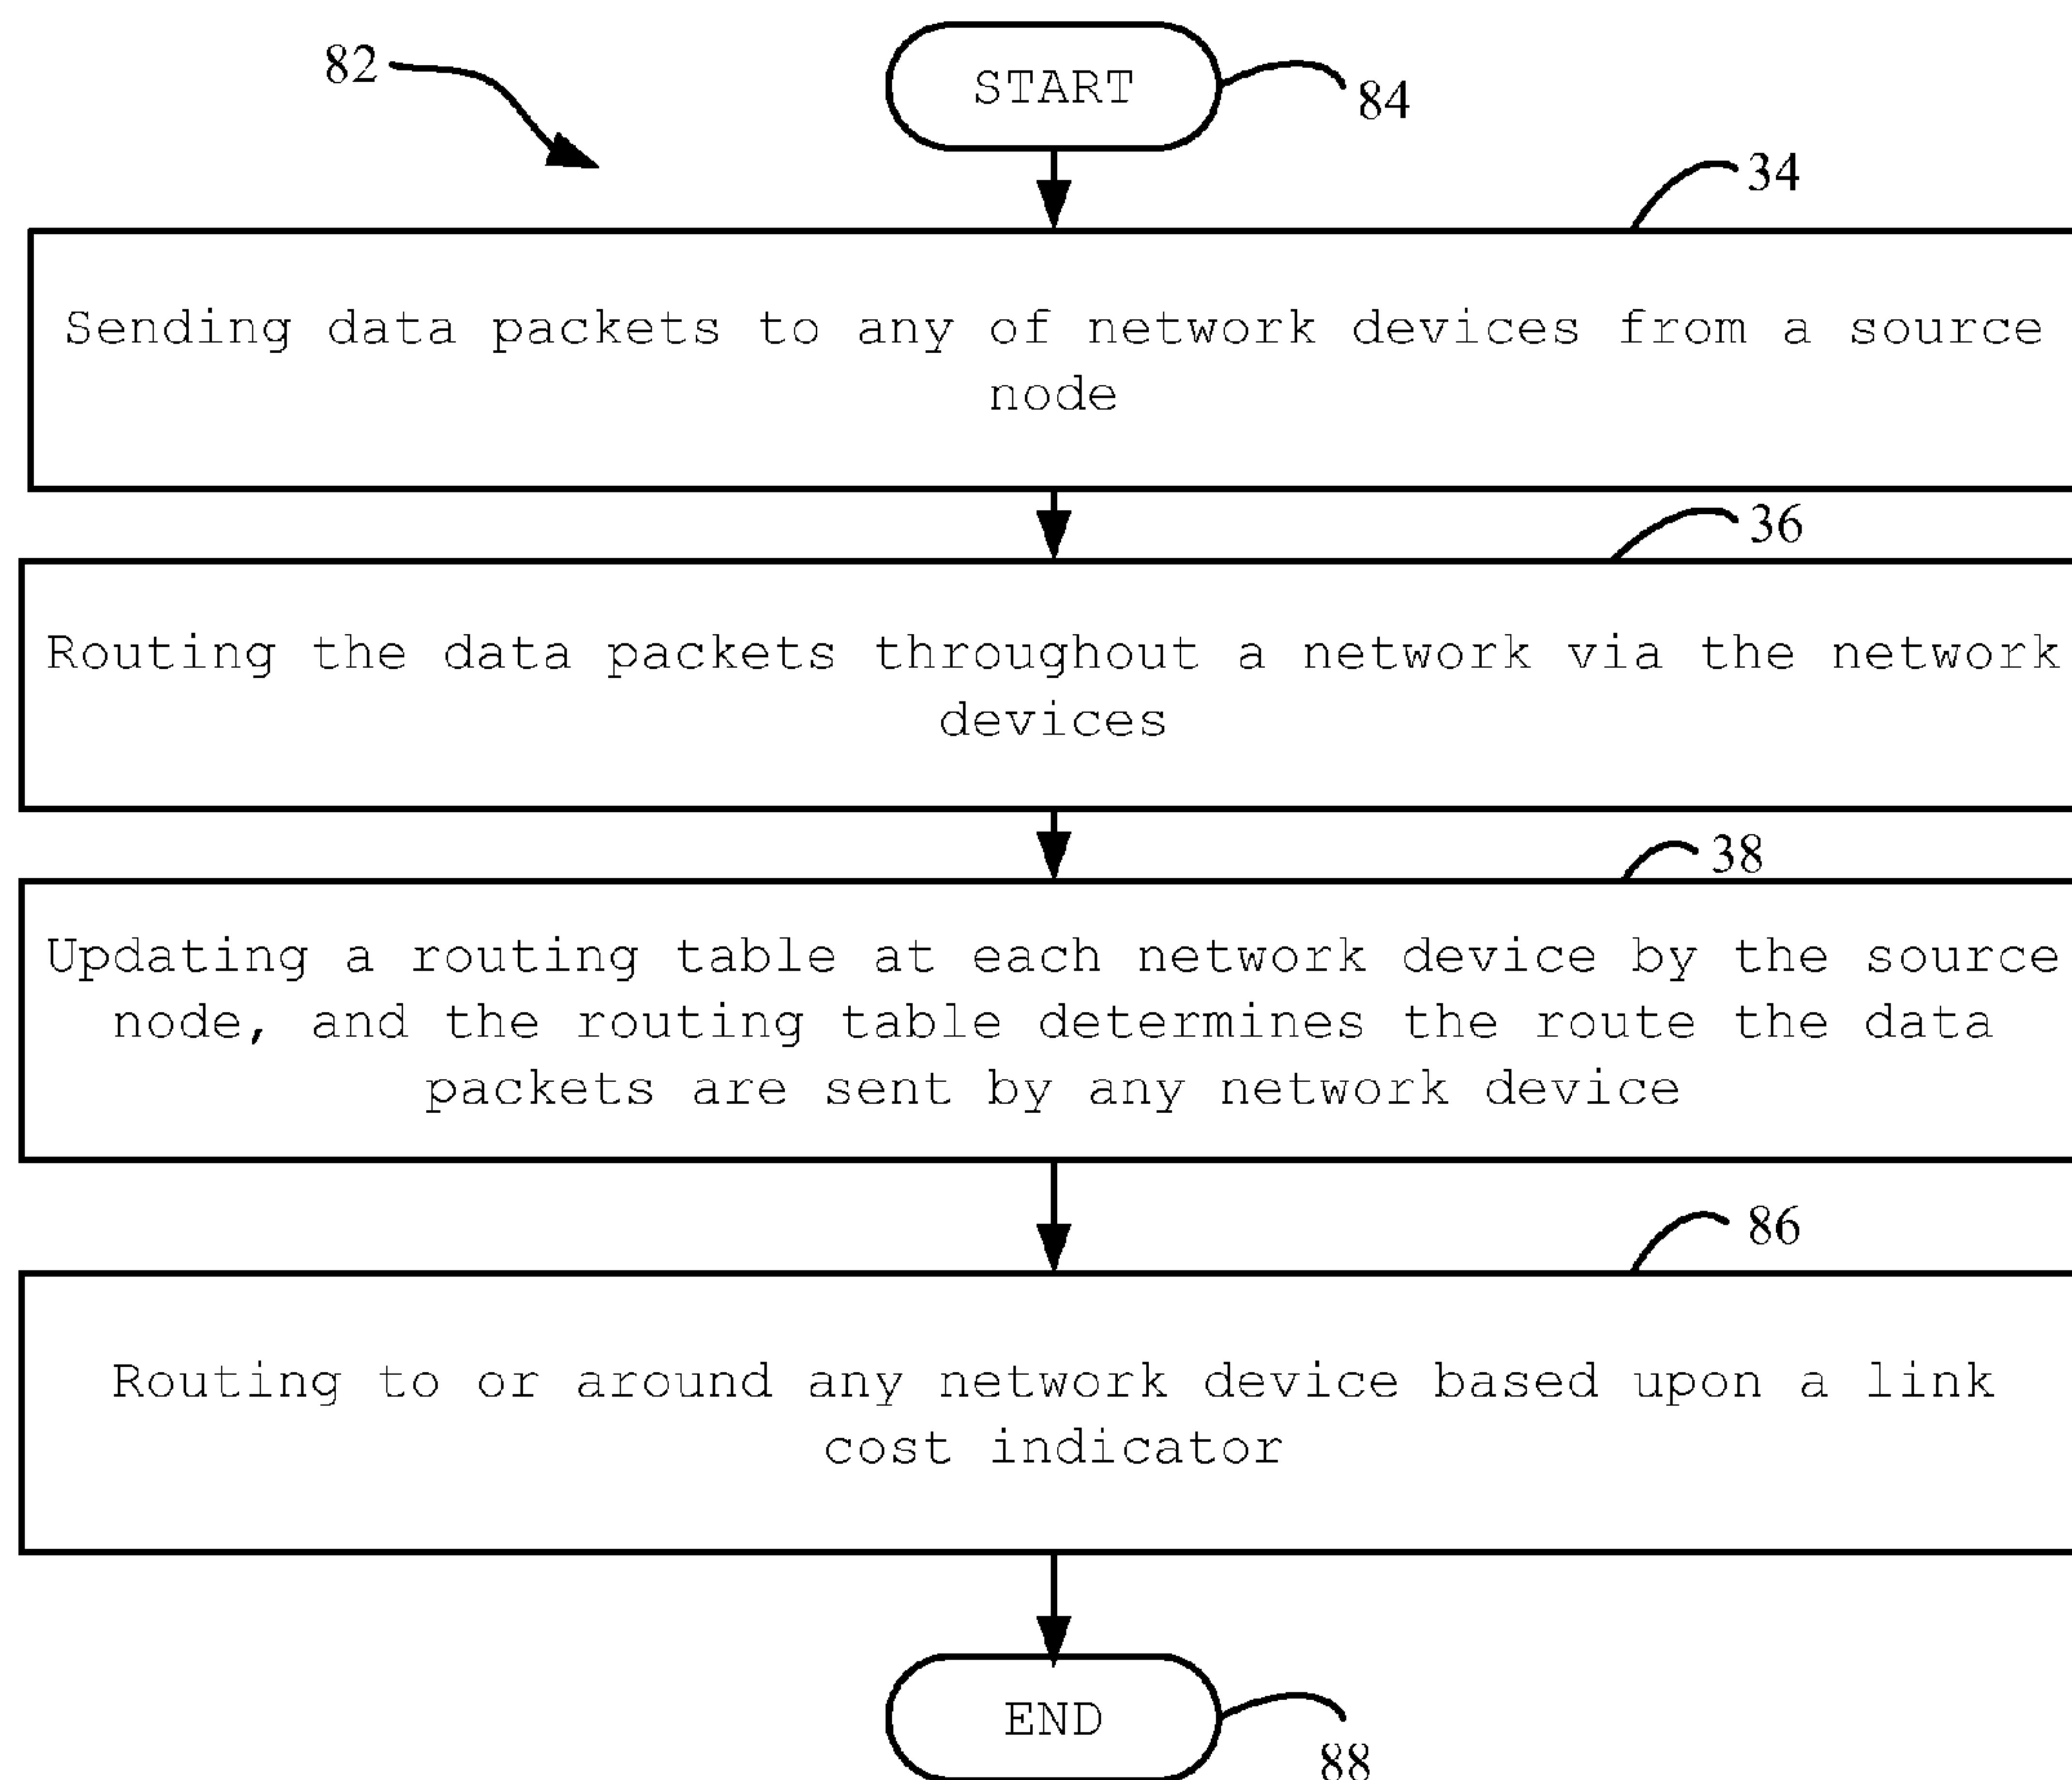 82
START
84
34
Sending data packets to any of network devices from a source
node
36
Routing the data packets throughout a network via the network
devices
38
Updating a routing table at each network device by the source
node, and the routing table determines the route the data
packets are sent by any network device
86
Routing to or around any network device based upon a link
cost indicator
END
88